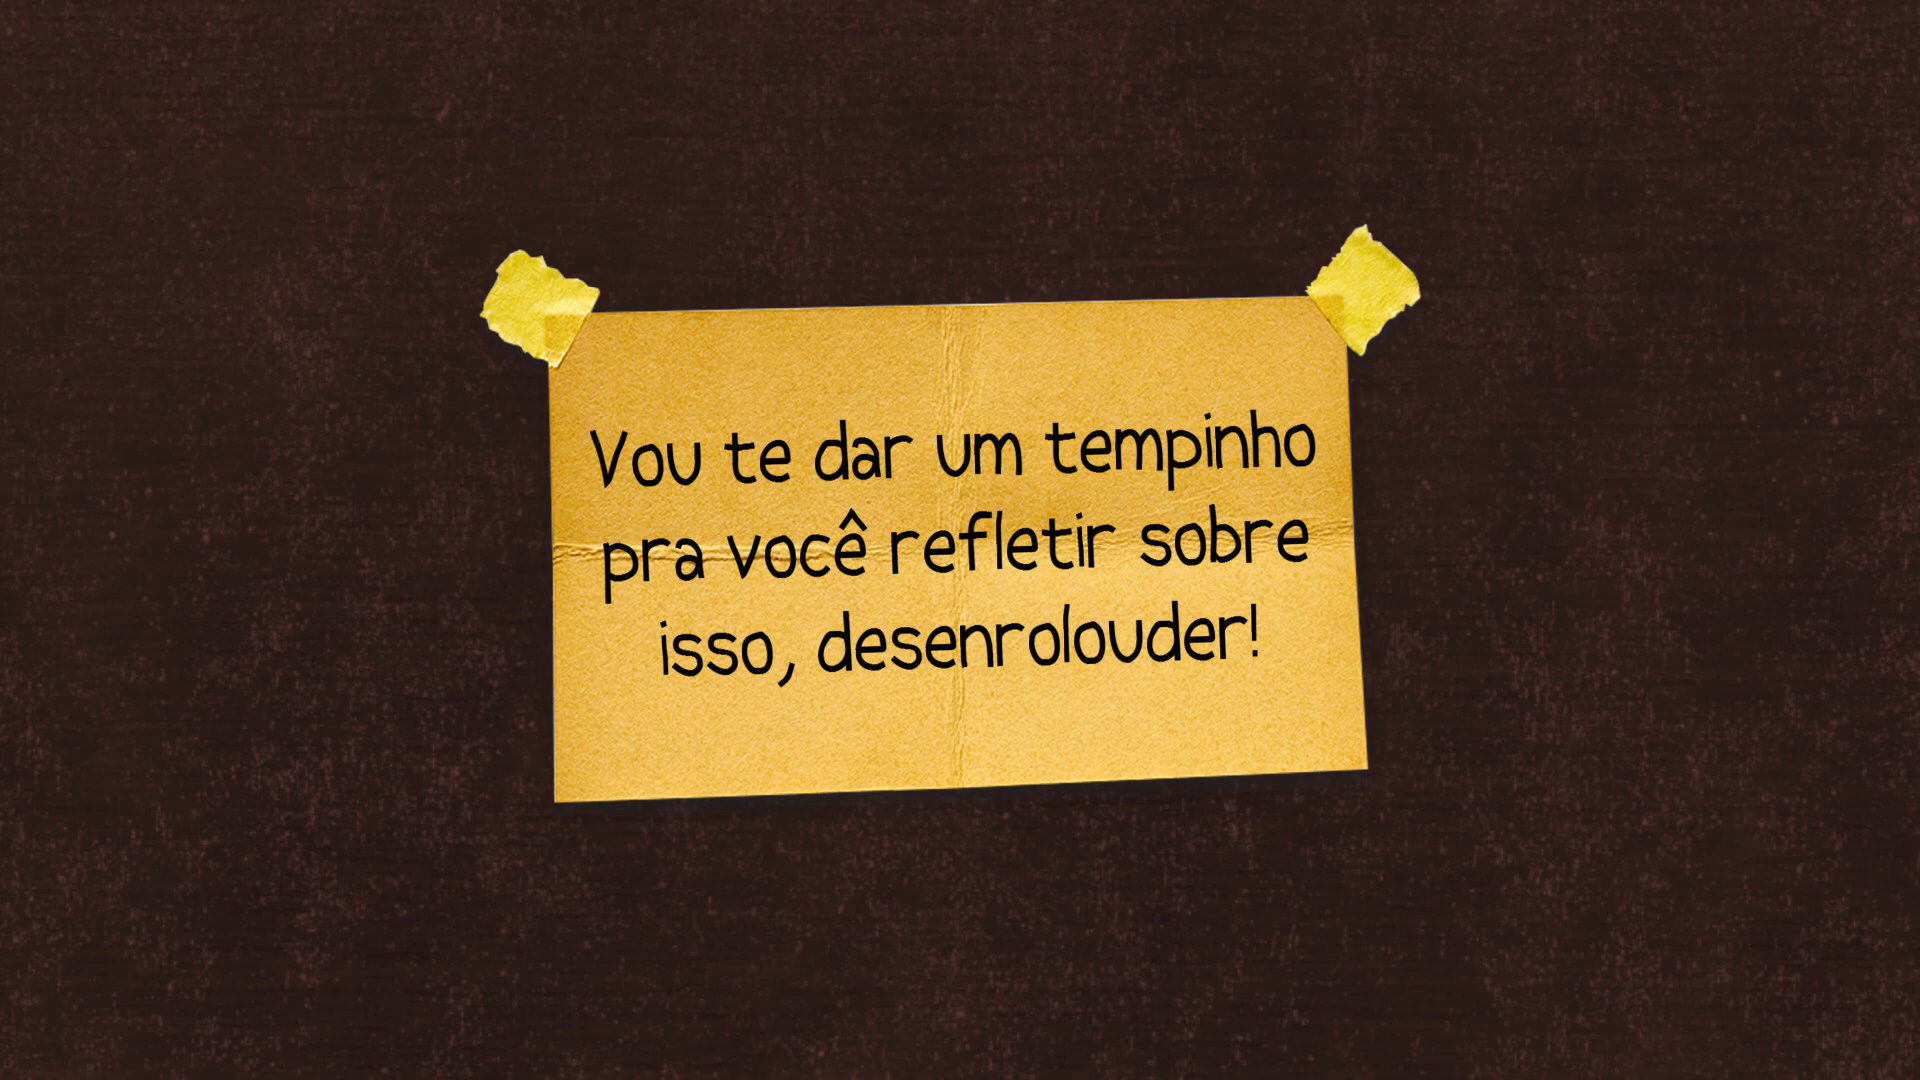 Vou te dar um tempinho
pra você refletir sobre
isso, desenrolouder!